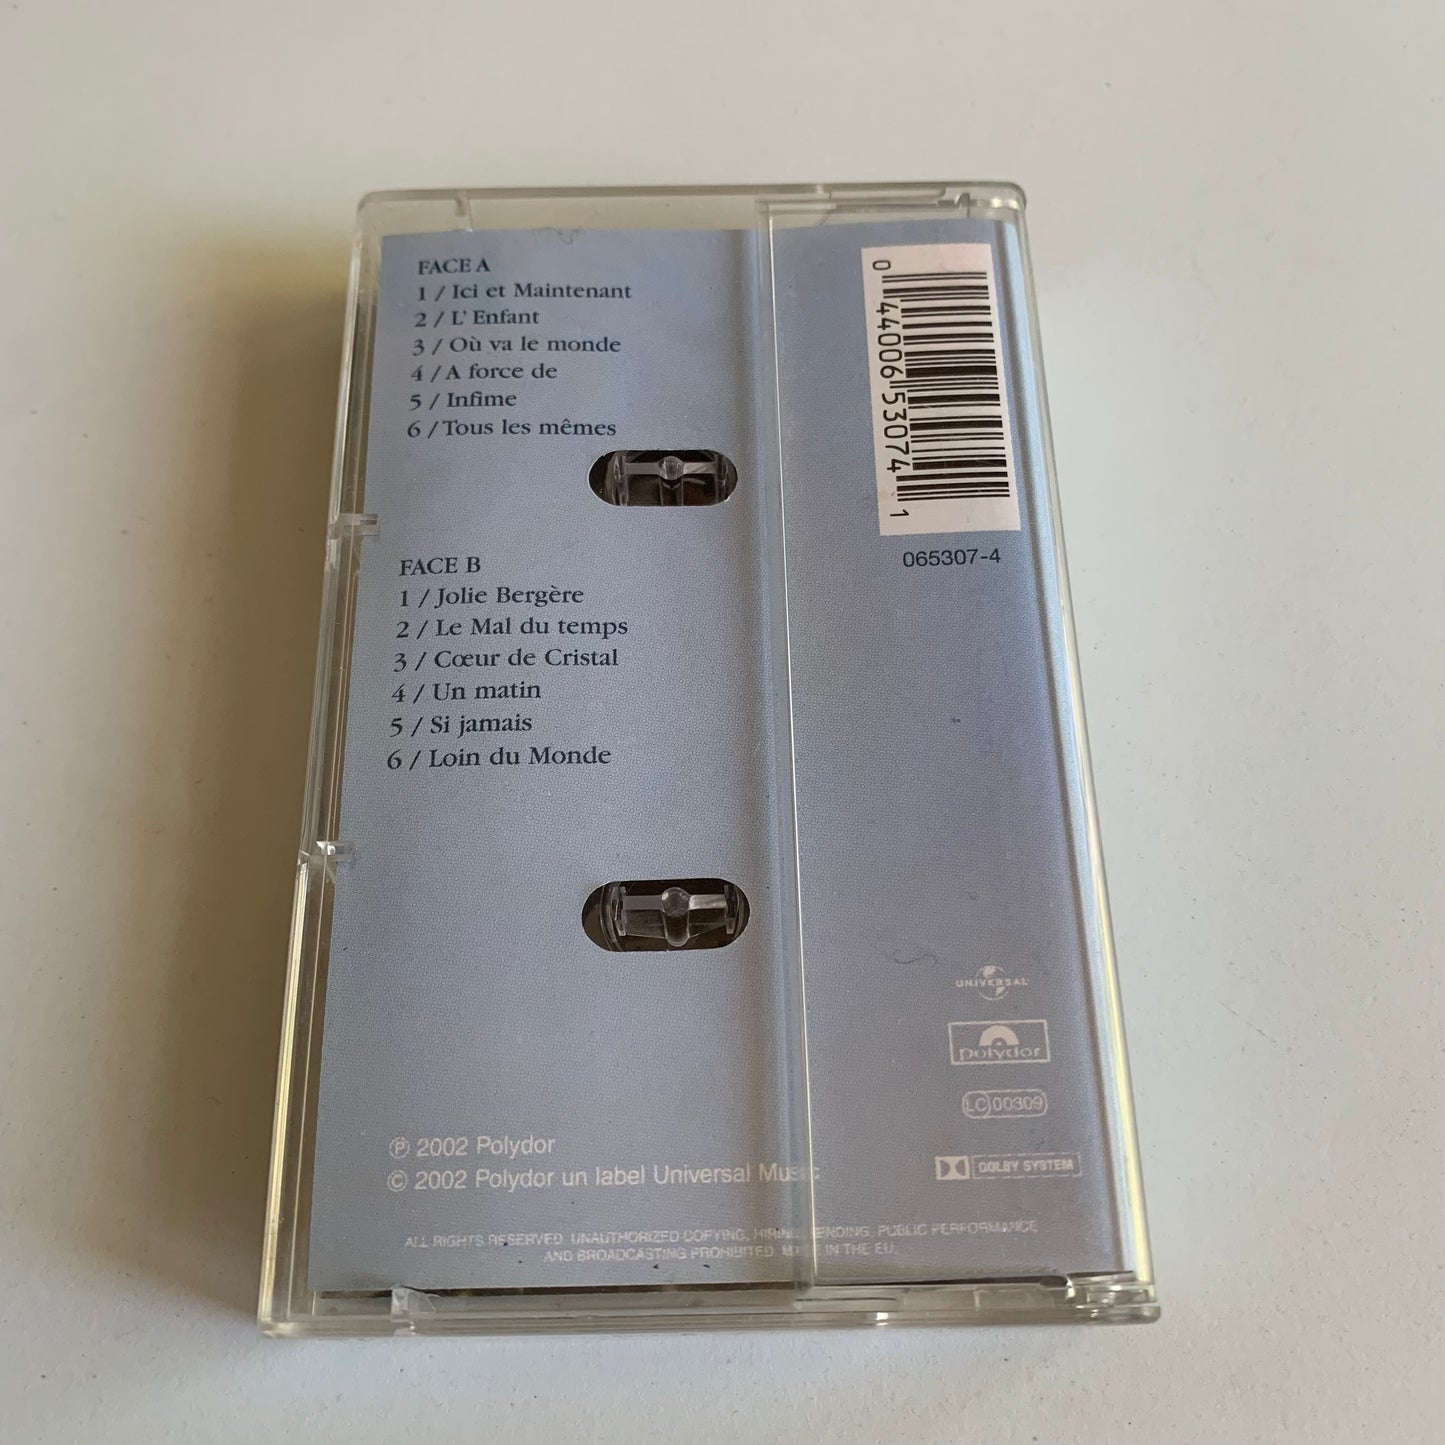 FACE A
1 / Ici et Maintenant
2 / L' Enfant
3 / Où va le monde
4 / A force de
5 / Infime
6 / Tous les mêmes
FACE B
1 / Jolie Bergère
2 / Le Mal du temps
3 / Cœur de Cristal
4 / Un matin
5 / Si jamais
6 / Loin du Monde
℗ 2002 Polydor
© 2002 Polydor un label Universal Music
ALL RIGHTS RESERVED. UNAUTHORIZED COPYING, HIRING, LENDING, PUBLIC PERFORMANCE
AND BROADCASTING PROHIBITED. MADE IN THE EU.
0 44006 53074 1
065307-4
UNIVERSAL
polydor
LC 00309
DOLBY SYSTEM